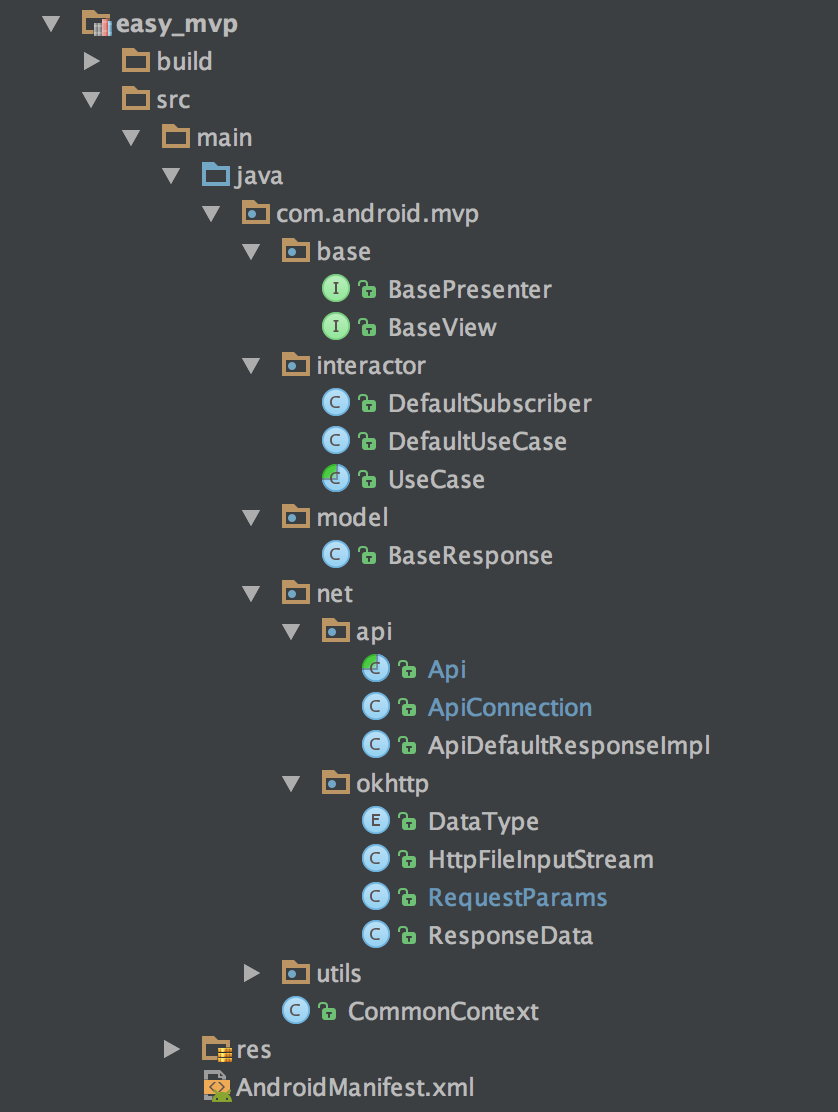 easy_mvp
build
src
main
java
com.android.mvp
base
I BasePresenter
I BaseView
interactor
C DefaultSubscriber
C DefaultUseCase
C UseCase
model
C BaseResponse
net
api
C Api
C ApiConnection
C ApiDefaultResponseImpl
okhttp
E DataType
C HttpFileInputStream
C RequestParams
C ResponseData
utils
C CommonContext
res
AndroidManifest.xml